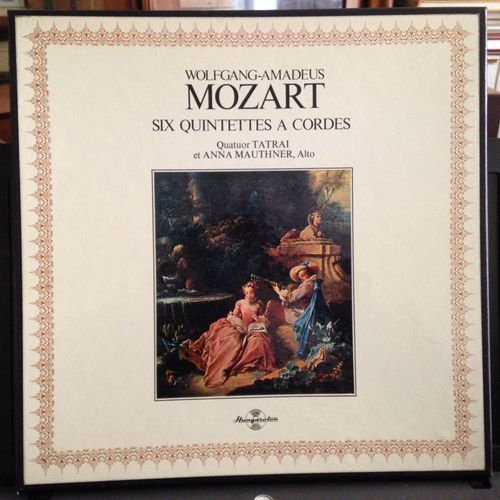 WOLFGANG-AMADEUS
MOZART
SIX QUINTETTES A CORDES
Quatuor TATRAI
et ANNA MAUTHNER, Alto
Hungaroton